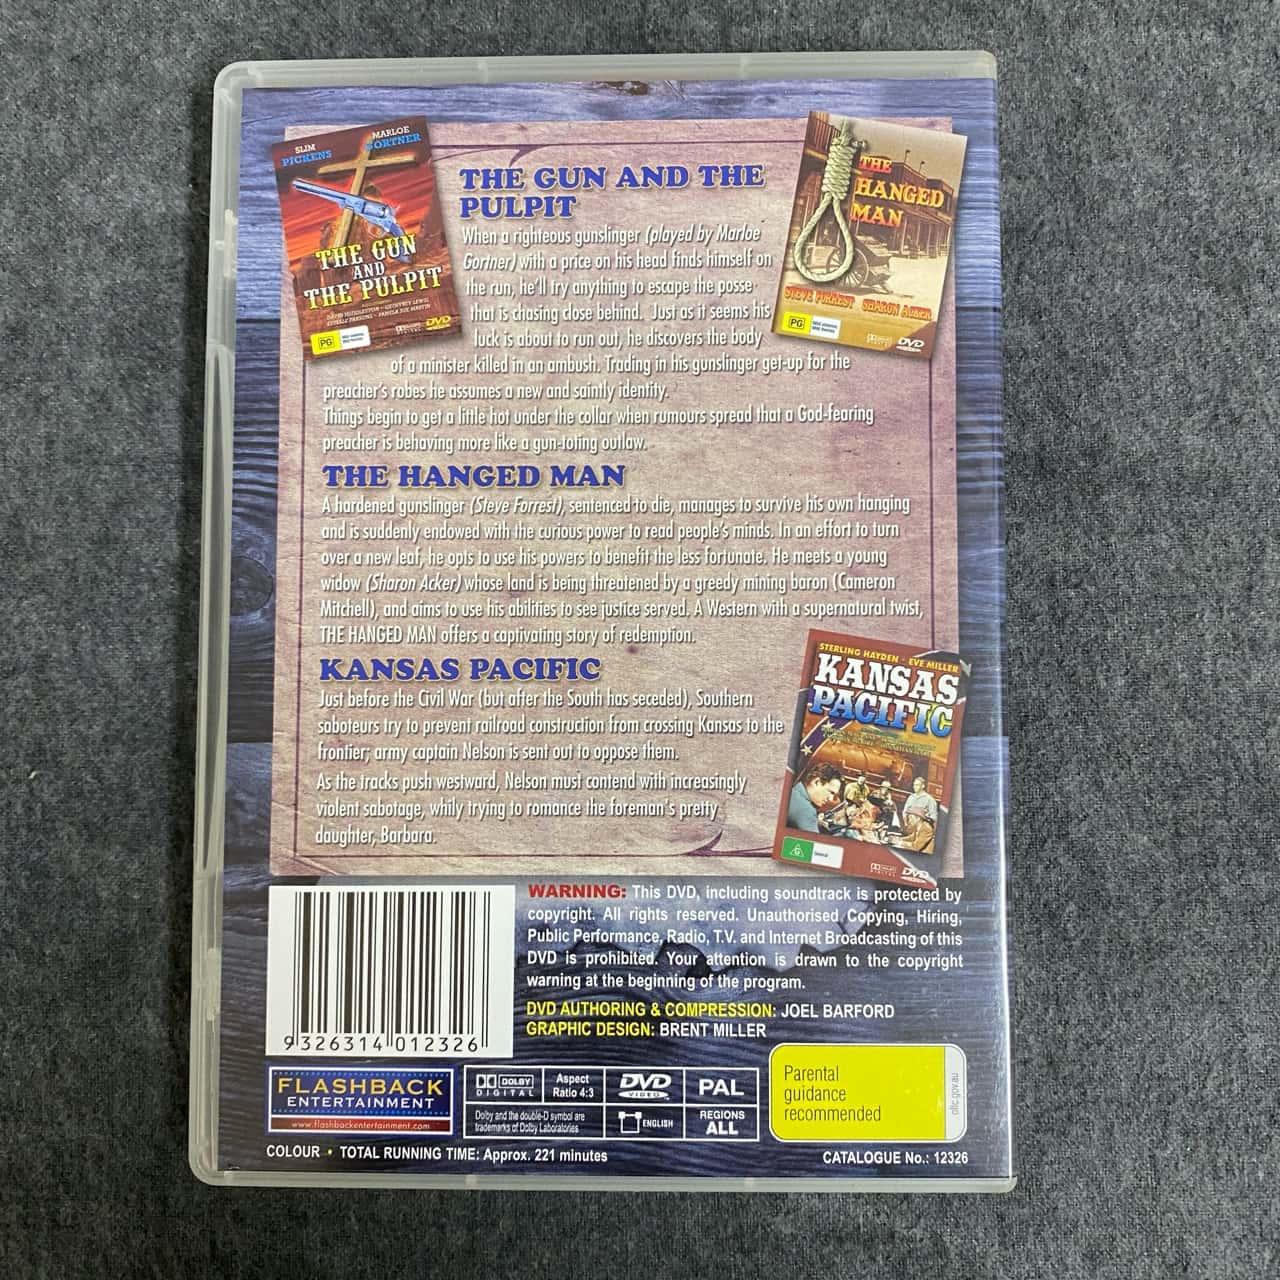 SLIM
PICKENS
MARLOE
GORTNER
THE GUN
AND
THE PULPIT
PG
DVD
THE GUN AND THE
PULPIT
When a righteous gunslinger (played by Marloe
Gortner) with a price on his head finds himself on
the run, he'll try anything to escape the posse
that is chasing close behind. Just as it seems his
luck is about to run out, he discovers the body
of a minister killed in an ambush. Trading in his gunslinger get-up for the
preacher's robes he assumes a new and saintly identity.
Things begin to get a little hot under the collar when rumours spread that a God-fearing
preacher is behaving more like a gun-toting outlaw.
THE
HANGED
MAN
STEVE FORREST SHARON ACKER
PG
DVD
THE HANGED MAN
A hardened gunslinger (Steve Forrest), sentenced to die, manages to survive his own hanging
and is suddenly endowed with the curious power to read people's minds. In an effort to turn
over a new leaf, he opts to use his powers to benefit the less fortunate. He meets a young
widow (Sharon Acker) whose land is being threatened by a greedy mining baron (Cameron
Mitchell), and aims to use his abilities to see justice served. A Western with a supernatural twist,
THE HANGED MAN offers a captivating story of redemption.
KANSAS PACIFIC
Just before the Civil War (but after the South has seceded), Southern
saboteurs try to prevent railroad construction from crossing Kansas to the
frontier; army captain Nelson is sent out to oppose them.
As the tracks push westward, Nelson must contend with increasingly
violent sabotage, whily trying to romance the foreman's pretty
daughter, Barbara.
STERLING HAYDEN - EVE MILLER
KANSAS
PACIFIC
G
General
DVD
WARNING: This DVD, including soundtrack is protected by
copyright. All rights reserved. Unauthorised Copying, Hiring,
Public Performance, Radio, T.V. and Internet Broadcasting of this
DVD is prohibited. Your attention is drawn to the copyright
warning at the beginning of the program.
DVD AUTHORING & COMPRESSION: JOEL BARFORD
GRAPHIC DESIGN: BRENT MILLER
9 326314 012326
FLASHBACK
ENTERTAINMENT
www.flashbackentertainment.com
DOLBY
DIGITAL
Aspect
Ratio 4:3
DVD
VIDEO
PAL
Dolby and the double-D symbol are
trademarks of Dolby Laboratories
ENGLISH
REGIONS
ALL
Parental
guidance
recommended
oflc.gov.au
COLOUR • TOTAL RUNNING TIME: Approx. 221 minutes
CATALOGUE No.: 12326